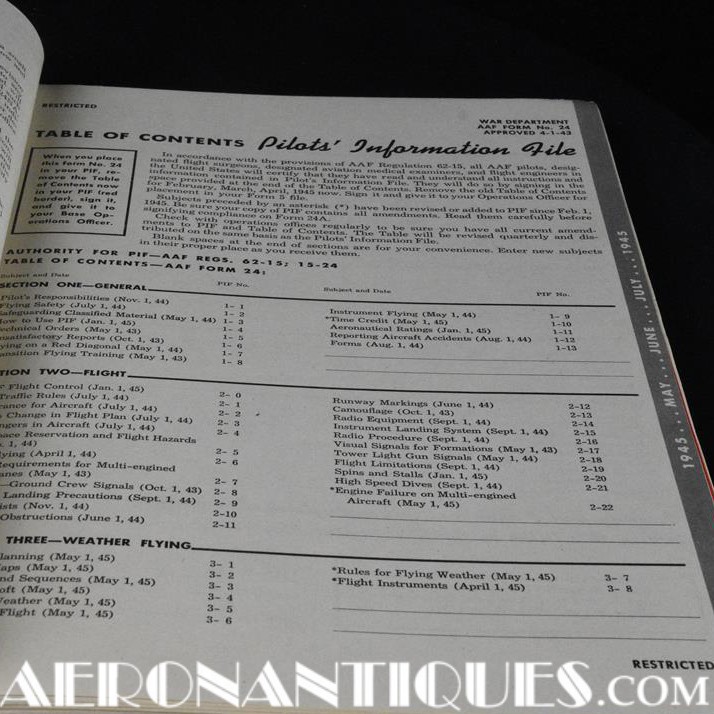 RESTRICTED
WAR DEPARTMENT
AAF FORM No. 24
APPROVED 4-1-43
TABLE OF CONTENTS Pilots' Information File
When you place
this form No. 24
in your PIF, re-
move the Table
of Contents now
in your PIF (red
border), sign it,
and give it to
your Base Op-
erations Officer.
In accordance with the provisions of AAF Regulation 62-15, all AAF pilots, desig-
nated flight surgeons, designated aviation medical examiners, and flight engineers in
the United States will certify that they have read and understand all instructions and
information contained in Pilot's Information File. They will do so by signing in the
space provided at the end of the Table of Contents. Remove the old Table of Contents
for February, March, April, 1945 now. Sign it and give it to your Operations Officer for
placement in your Form 5 file.
Subjects preceded by an asterisk (*) have been revised or added to PIF since Feb. 1,
1945. Be sure your copy of PIF contains all amendments. Read them carefully before
signifying compliance on Form 24A.
Check with operations office regularly to be sure you have all current amend-
ments to PIF and Table of Contents. The Table will be revised quarterly and dis-
tributed on the same basis as the Pilots' Information File.
Blank spaces at the end of sections are for your convenience. Enter new subjects
in their proper place as you receive them.
AUTHORITY FOR PIF—AAF REGS. 62-15; 15-24
TABLE OF CONTENTS—AAF FORM 24:
Subject and Date PIF No.
Subject and Date PIF No.
SECTION ONE—GENERAL
Pilot's Responsibilities (Nov. 1, 44) 1- 1
Flying Safety (July 1, 44) 1- 2
Safeguarding Classified Material (May 1, 44) 1- 3
How to Use PIF (Jan. 1, 45) 1- 4
Technical Orders (May 1, 43) 1- 5
Unsatisfactory Reports (Oct. 1, 43) 1- 6
Flying on a Red Diagonal (May 1, 44) 1- 7
Transition Flying Training (May 1, 43) 1- 8
Instrument Flying (May 1, 44) 1- 9
*Time Credit (May 1, 45) 1-10
Aeronautical Ratings (Jan. 1, 45) 1-11
Reporting Aircraft Accidents (Aug. 1, 44) 1-12
Forms (Aug. 1, 44) 1-13
TION TWO—FLIGHT
Flight Control (Jan. 1, 45) 2- 0
Traffic Rules (July 1, 44) 2- 1
rance for Aircraft (July 1, 44) 2- 2
Change in Flight Plan (July 1, 44) 2- 3
ngers in Aircraft (July 1, 44) 2- 4
pace Reservation and Flight Hazards
1, 44) 2- 5
lying (April 1, 44) 2- 6
Requirements for Multi-engined
anes (May 1, 43) 2- 7
—Ground Crew Signals (Oct. 1, 43) 2- 8
Landing Precautions (Sept. 1, 44) 2- 9
ists (Nov. 1, 44) 2-10
Obstructions (June 1, 44) 2-11
Runway Markings (June 1, 44) 2-12
Camouflage (Oct. 1, 43) 2-13
Radio Equipment (Sept. 1, 44) 2-14
Instrument Landing System (Sept. 1, 44) 2-15
Radio Procedure (Sept. 1, 44) 2-16
Visual Signals for Formations (May 1, 43) 2-17
Tower Light Gun Signals (May 1, 44) 2-18
Flight Limitations (Sept. 1, 44) 2-19
Spins and Stalls (Jan. 1, 45) 2-20
High Speed Dives (Sept. 1, 44) 2-21
*Engine Failure on Multi-engined
Aircraft (May 1, 45) 2-22
THREE—WEATHER FLYING
lanning (May 1, 45) 3- 1
aps (May 1, 45) 3- 2
nd Sequences (May 1, 45) 3- 3
oft (May 1, 45) 3- 4
Weather (May 1, 45) 3- 5
Flight (May 1, 45) 3- 6
*Rules for Flying Weather (May 1, 45) 3- 7
*Flight Instruments (April 1, 45) 3- 8
RESTRICTED
1945 . . . MAY . . . JUNE . . . JULY . . . 1945
AERONANTIQUES.COM